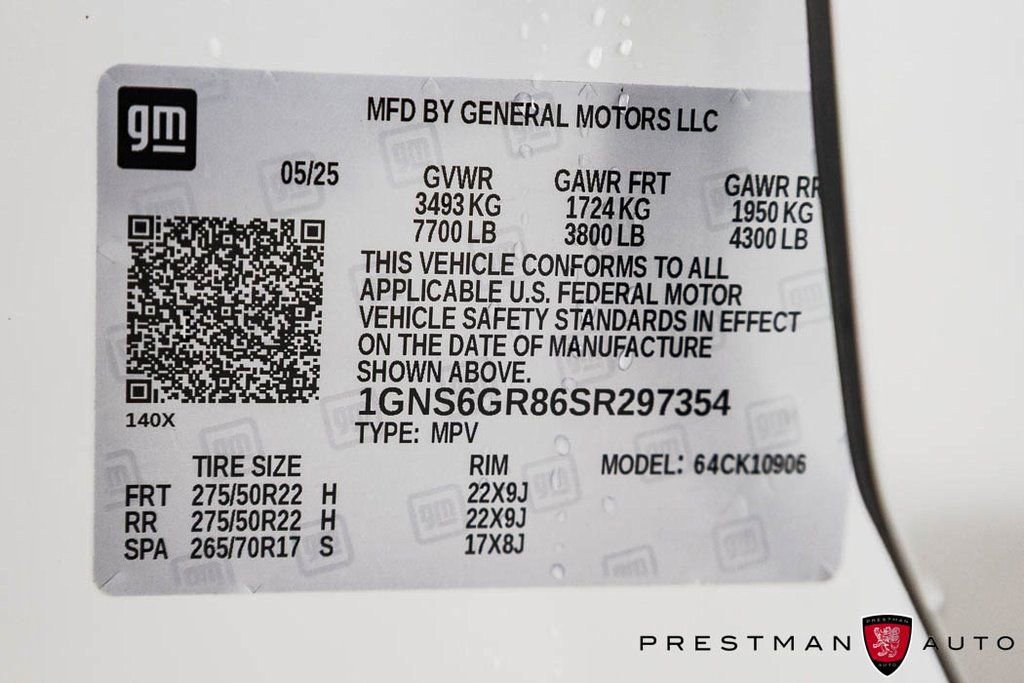 gm
MFD BY GENERAL MOTORS LLC
05/25 GVWR GAWR FRT GAWR RR
3493 KG 1724 KG 1950 KG
7700 LB 3800 LB 4300 LB
THIS VEHICLE CONFORMS TO ALL
APPLICABLE U.S. FEDERAL MOTOR
VEHICLE SAFETY STANDARDS IN EFFECT
ON THE DATE OF MANUFACTURE
SHOWN ABOVE.
1GNS6GR86SR297354
140X
TYPE: MPV
TIRE SIZE RIM MODEL: 64CK10906
FRT 275/50R22 H 22X9J
RR 275/50R22 H 22X9J
SPA 265/70R17 S 17X8J
PRESTMAN PRESTMAN AUTO